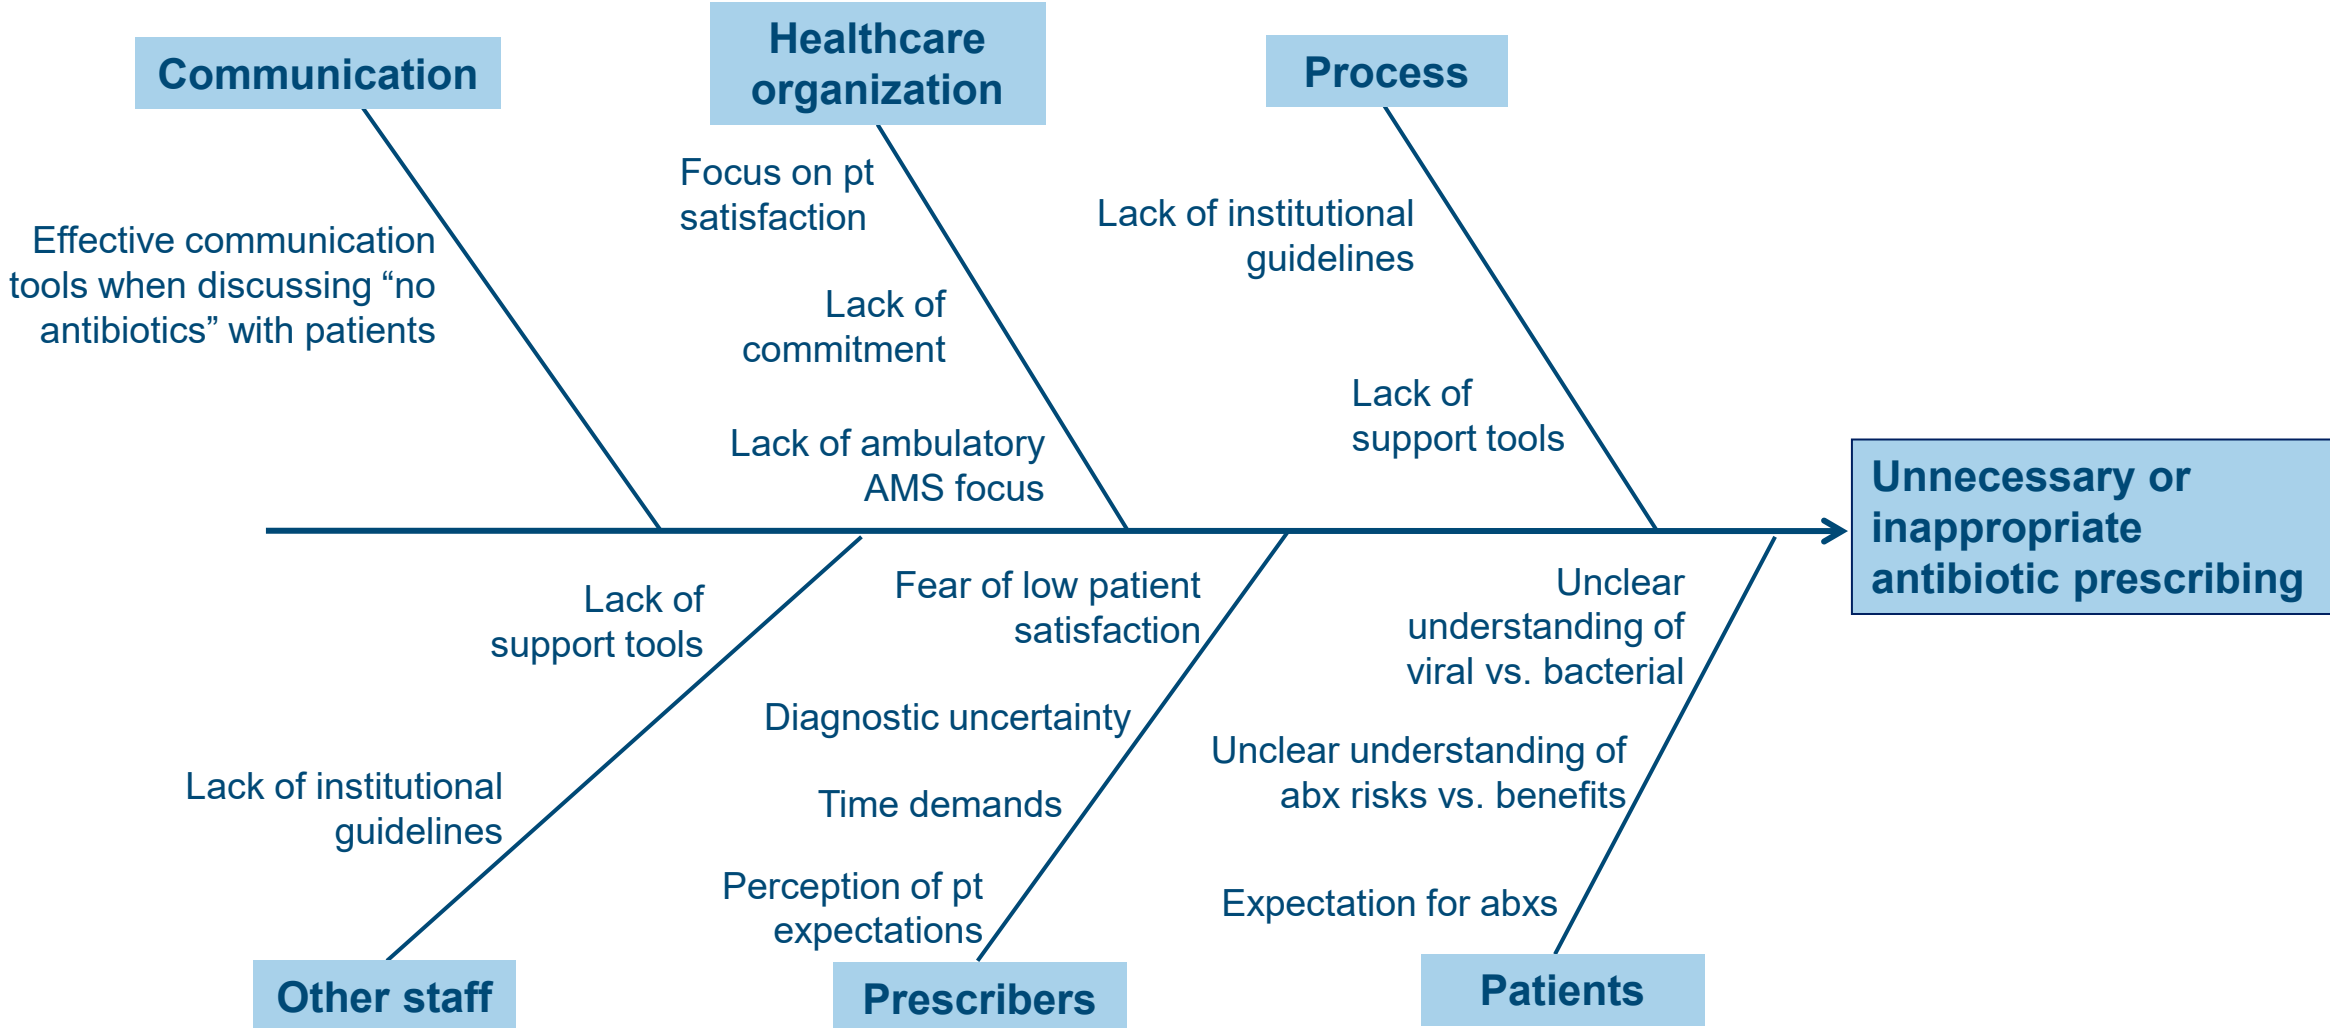 Communication
Healthcare
organization
Process
Focus on pt
satisfaction
Lack of institutional
guidelines
Effective communication
tools when discussing “no
antibiotics” with patients
Lack of
commitment
Lack of
support tools
Lack of ambulatory
AMS focus
Unnecessary or
inappropriate
antibiotic prescribing
Lack of
support tools
Fear of low patient
satisfaction
Unclear
understanding of
viral vs. bacterial
Diagnostic uncertainty
Unclear understanding of
abx risks vs. benefits
Lack of institutional
guidelines
Time demands
Perception of pt
expectations
Expectation for abxs
Other staff
Prescribers
Patients